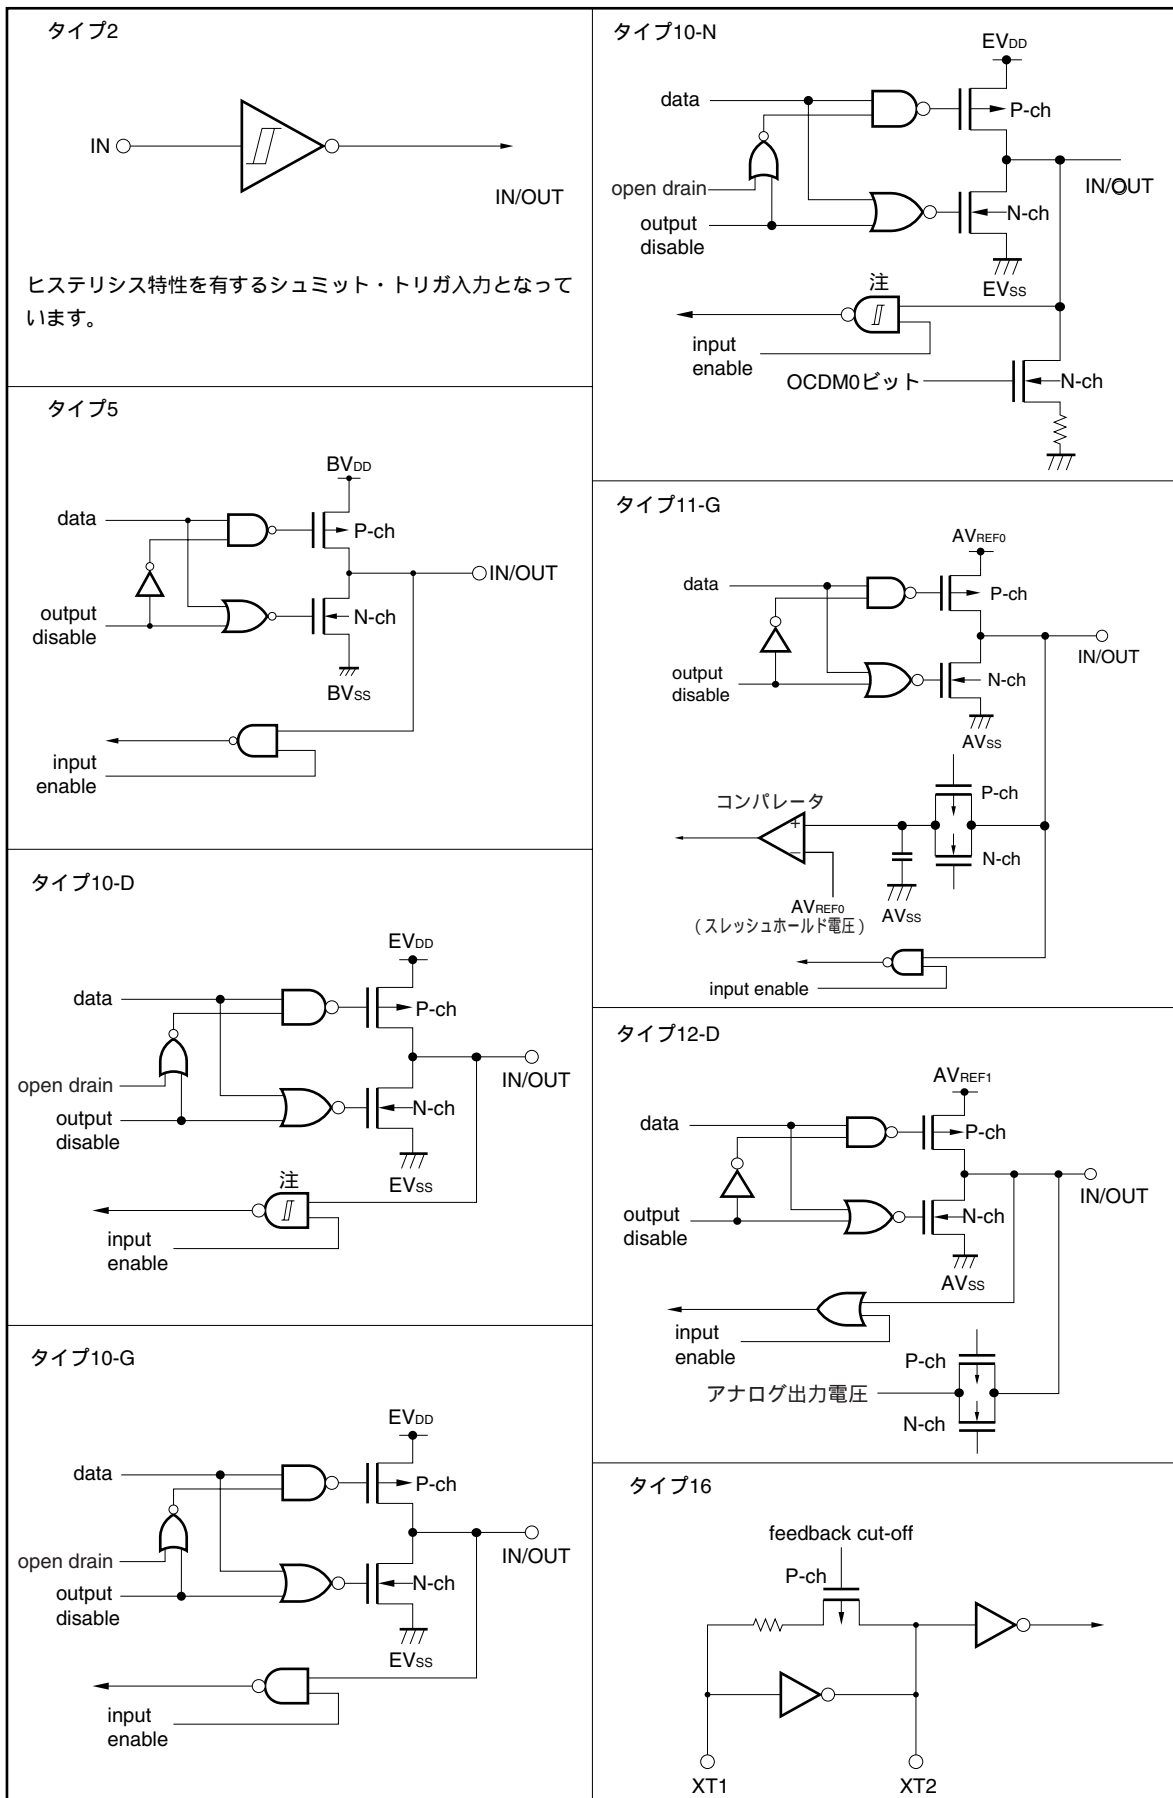 タイプ2
IN
IN/OUT
ヒステリシス特性を有するシュミット・トリガ入力となって
います。
タイプ5
BVDD
data
P-ch
IN/OUT
output
disable
N-ch
BVSS
input
enable
タイプ10-D
EVDD
data
P-ch
IN/OUT
open drain
output
disable
N-ch
EVSS
注
input
enable
タイプ10-G
EVDD
data
P-ch
IN/OUT
open drain
output
disable
N-ch
EVSS
input
enable
タイプ10-N
EVDD
data
P-ch
IN/OUT
open drain
output
disable
N-ch
EVSS
注
input
enable
OCDM0ビット
N-ch
タイプ11-G
AVREF0
data
P-ch
IN/OUT
output
disable
N-ch
AVSS
P-ch
コンパレータ
+
−
N-ch
AVREF0
(スレッシュホールド電圧)
AVSS
input enable
タイプ12-D
AVREF1
data
P-ch
IN/OUT
output
disable
N-ch
AVSS
input
enable
P-ch
アナログ出力電圧
N-ch
タイプ16
feedback cut-off
P-ch
XT1
XT2